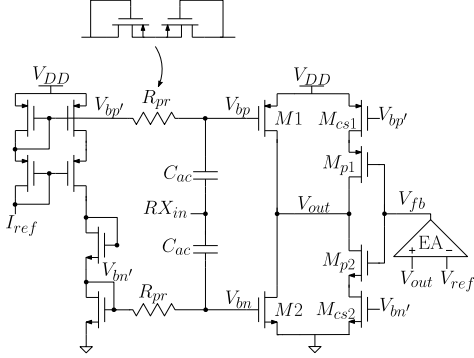 V_DD V_DD
V_bp' R_pr V_bp M1 M_cs1 V_bp'
M_p1
C_ac
I_ref RX_in V_out V_fb
C_ac EA
+ −
V_bn' M_p2 V_out V_ref
R_pr V_bn M2 M_cs2 V_bn'